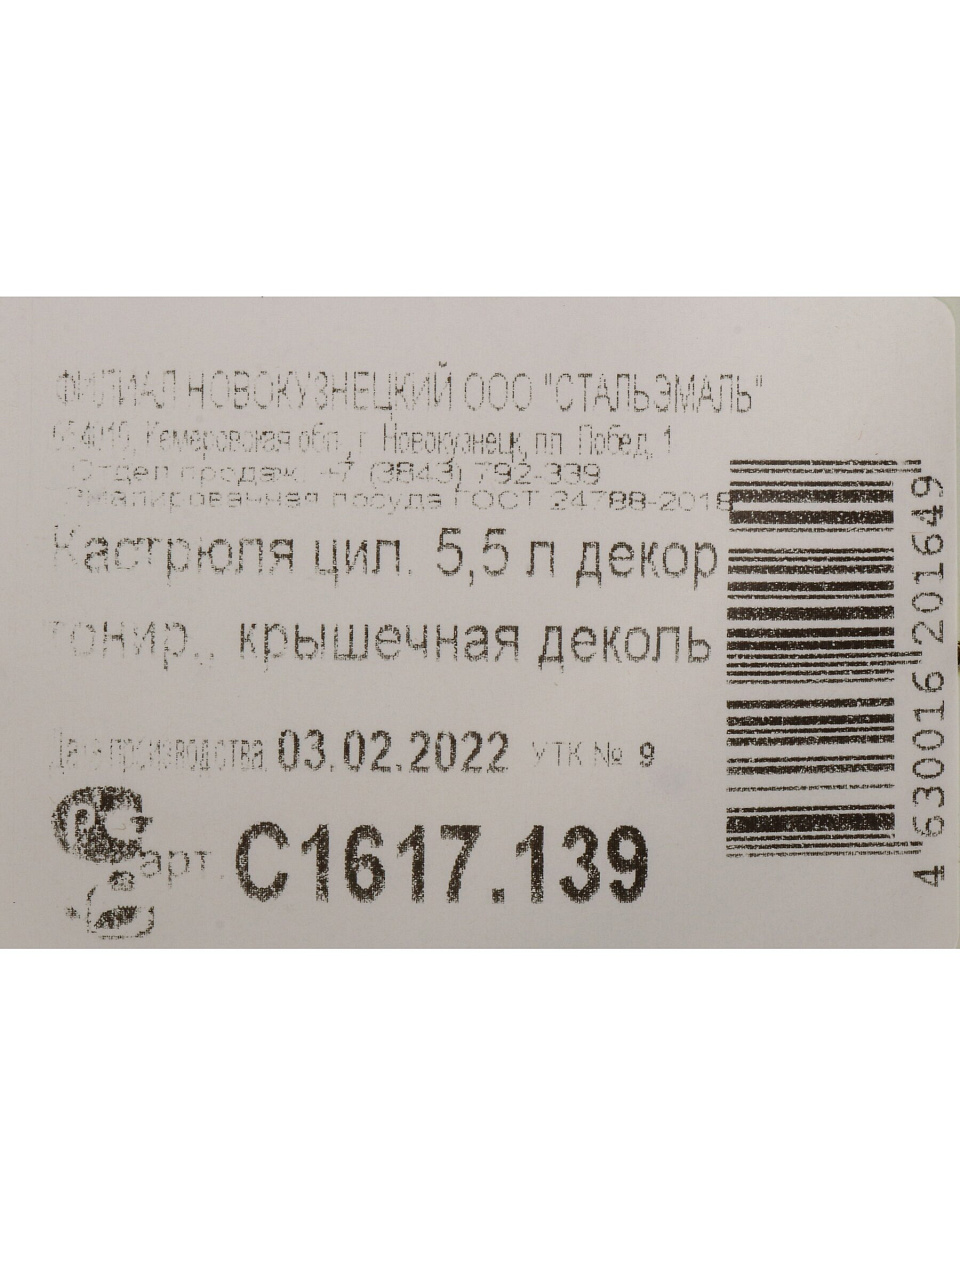 ФИЛИАЛ НОВОКУЗНЕЦКИЙ ООО "СТАЛЬЭМАЛЬ"
654010, Кемеровская обл., г. Новокузнецк, пл. Побед, 1
Отдел продаж: +7 (3843) 792-339
Эмалированная посуда ГОСТ 24788-2018
Кастрюля цил. 5,5 л декор
тонир., крышечная деколь
Дата производства 03.02.2022 УТК № 9
арт. С1617.139
4 630016 201649